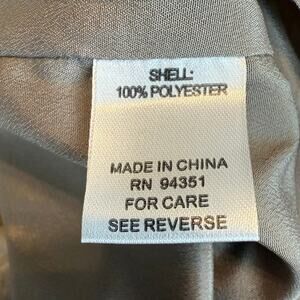 SHELL:
100% POLYESTER
MADE IN CHINA
RN 94351
FOR CARE
SEE REVERSE